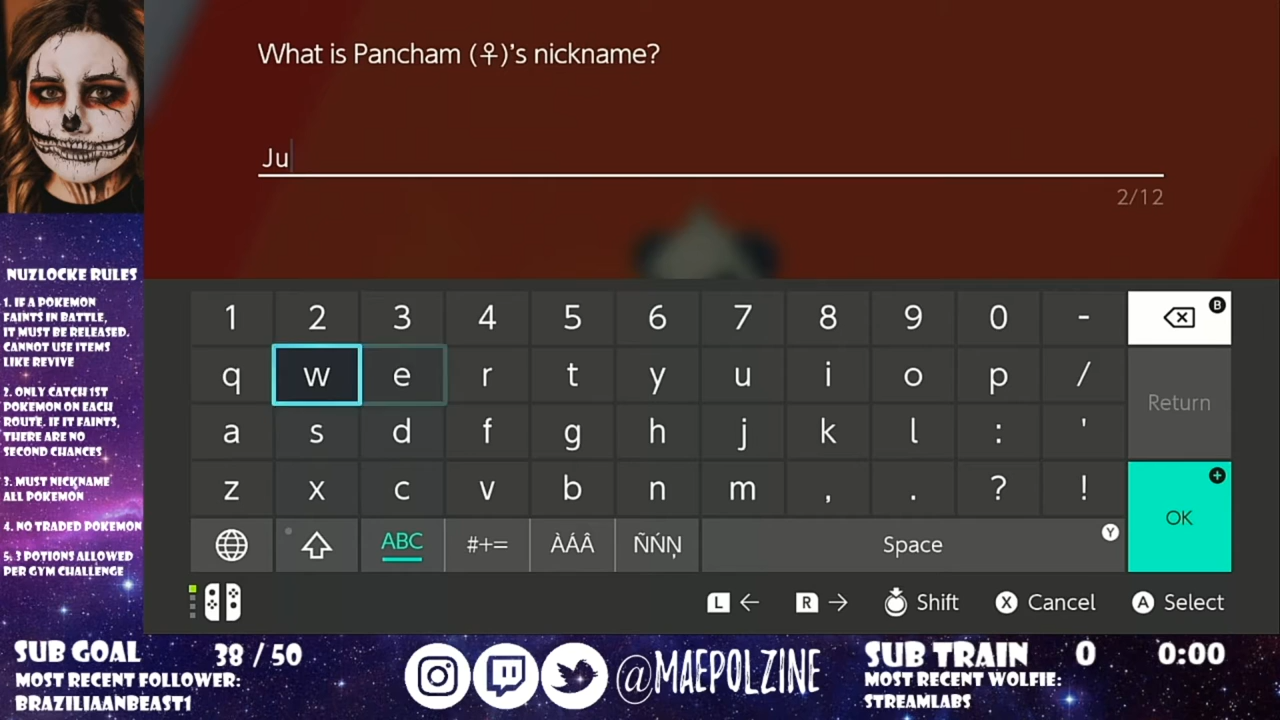 What is Pancham (♀)'s nickname?
Ju
2/12
NUZLOCKE RULES
1. IF A POKEMON
FAINTS IN BATTLE,
IT MUST BE RELEASED.
CANNOT USE ITEMS
LIKE REVIVE
2. ONLY CATCH 1ST
POKEMON ON EACH
ROUTE. IF IT FAINTS,
THERE ARE NO
SECOND CHANCES
3. MUST NICKNAME
ALL POKEMON
4. NO TRADED POKEMON
5. 3 POTIONS ALLOWED
PER GYM CHALLENGE
1 2 3 4 5 6 7 8 9 0 - B
q w e r t y u i o p / Return
a s d f g h j k l : '
z x c v b n m , . ? ! + OK
ABC #+= ÀÁÂ ÑŃŅ Space Y
L ← R → Shift X Cancel A Select
SUB GOAL 38 / 50
MOST RECENT FOLLOWER:
BRAZILIAANBEAST1
@MAEPOLZINE
SUB TRAIN 0 0:00
MOST RECENT WOLFIE:
STREAMLABS